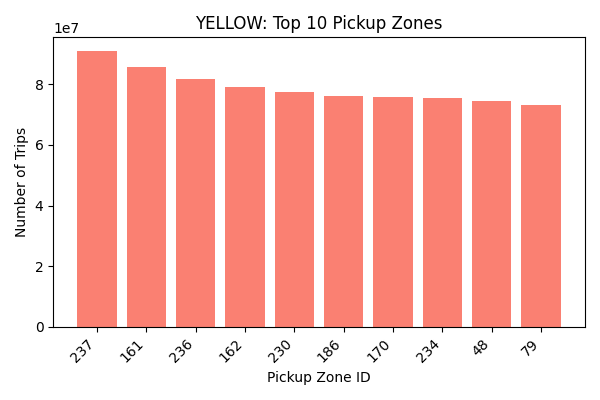 YELLOW: Top 10 Pickup Zones
1e7
8
6
4
2
0
Number of Trips
237 161 236 162 230 186 170 234 48 79
Pickup Zone ID